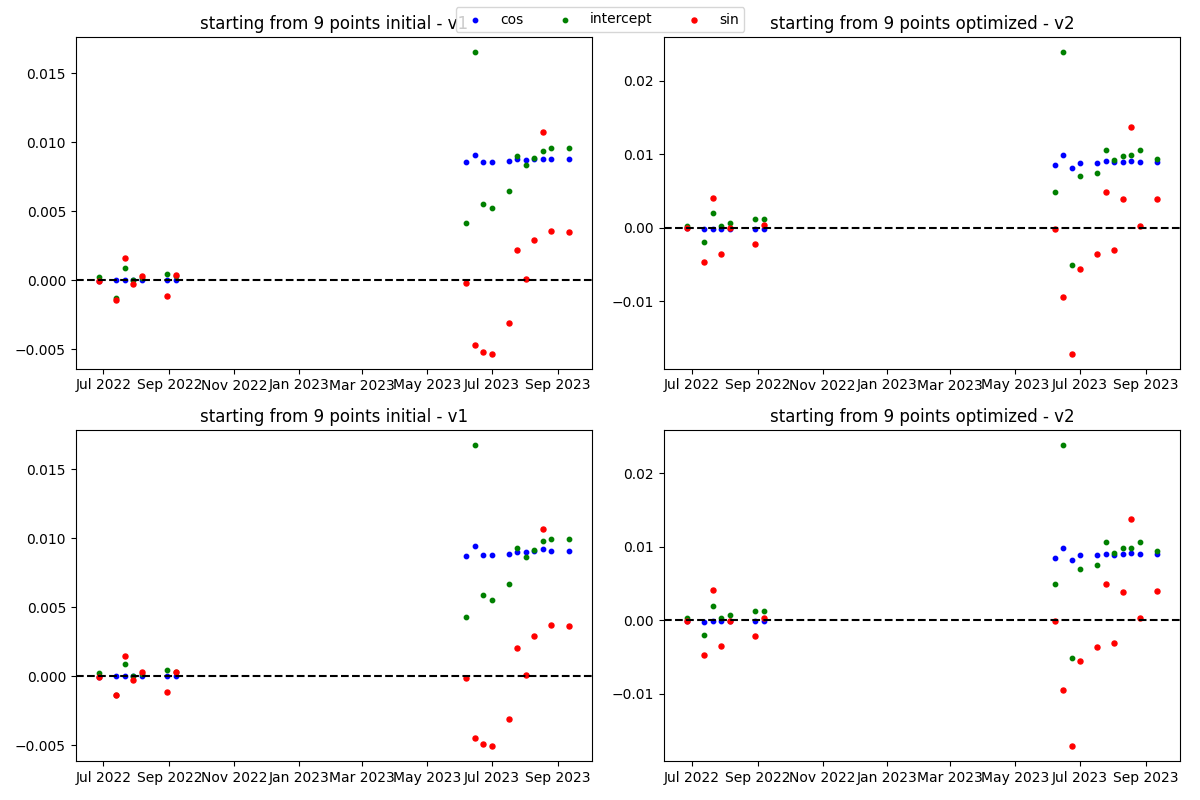 starting from 9 points initial - v1
cos intercept sin
starting from 9 points optimized - v2
0.015
0.010
0.005
0.000
−0.005
Jul 2022 Sep 2022 Nov 2022 Jan 2023 Mar 2023 May 2023 Jul 2023 Sep 2023
0.02
0.01
0.00
−0.01
Jul 2022 Sep 2022 Nov 2022 Jan 2023 Mar 2023 May 2023 Jul 2023 Sep 2023
starting from 9 points initial - v1
starting from 9 points optimized - v2
0.015
0.010
0.005
0.000
−0.005
Jul 2022 Sep 2022 Nov 2022 Jan 2023 Mar 2023 May 2023 Jul 2023 Sep 2023
0.02
0.01
0.00
−0.01
Jul 2022 Sep 2022 Nov 2022 Jan 2023 Mar 2023 May 2023 Jul 2023 Sep 2023